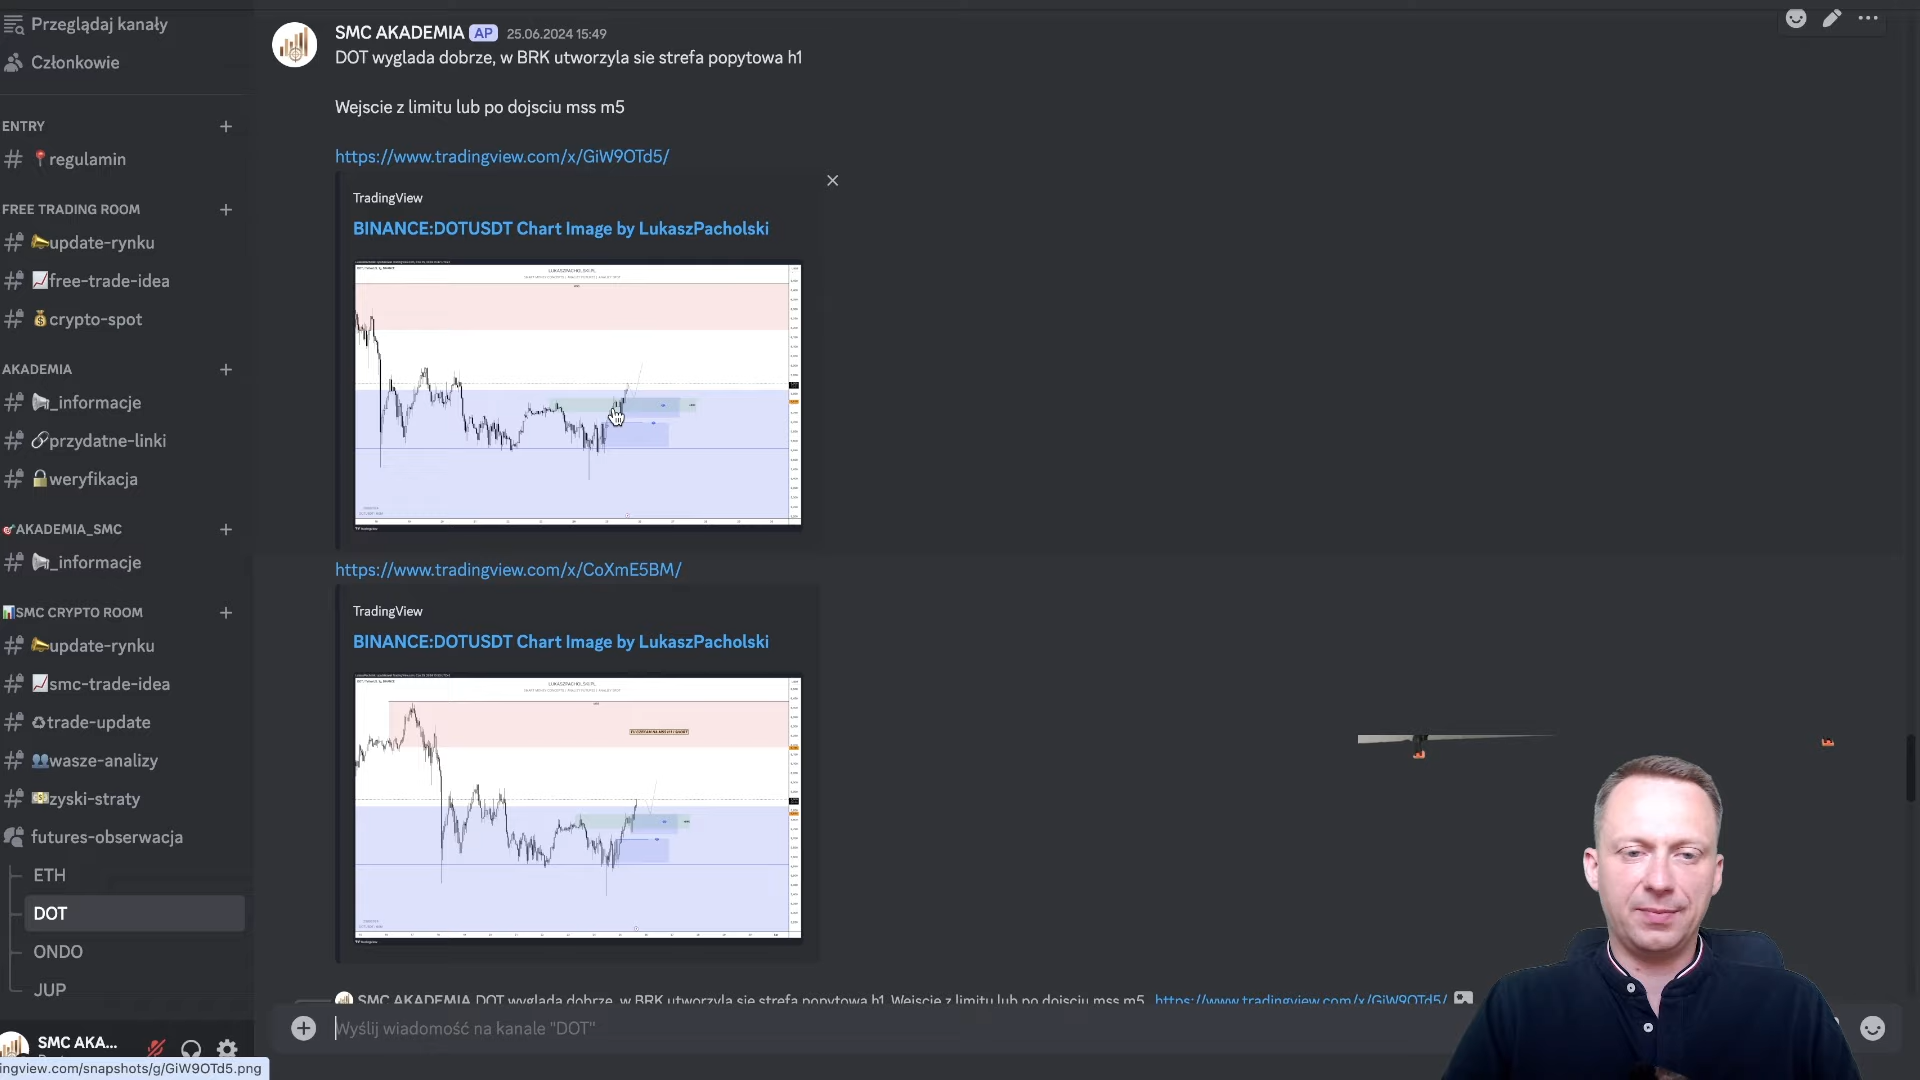 Przeglądaj kanały
Członkowie
ENTRY
regulamin
FREE TRADING ROOM
update-rynku
free-trade-idea
crypto-spot
AKADEMIA
_informacje
przydatne-linki
weryfikacja
AKADEMIA_SMC
_informacje
SMC CRYPTO ROOM
update-rynku
smc-trade-idea
trade-update
wasze-analizy
zyski-straty
futures-obserwacja
ETH
DOT
ONDO
JUP
SMC AKA...
ingview.com/snapshots/g/GiW9OTd5.png
SMC AKADEMIA AP 25.06.2024 15:49
DOT wyglada dobrze, w BRK utworzyla sie strefa popytowa h1
Wejscie z limitu lub po dojsciu mss m5
https://www.tradingview.com/x/GiW9OTd5/
TradingView
BINANCE:DOTUSDT Chart Image by LukaszPacholski
LUKASZPACHOLSKI.PL
https://www.tradingview.com/x/CoXmE5BM/
TradingView
BINANCE:DOTUSDT Chart Image by LukaszPacholski
LUKASZPACHOLSKI.PL
SMC AKADEMIA DOT wyglada dobrze, w BRK utworzyla sie strefa popytowa h1 Wejscie z limitu lub po dojsciu mss m5 https://www.tradingview.com/x/GiW9OTd5/
Wyślij wiadomość na kanale "DOT"